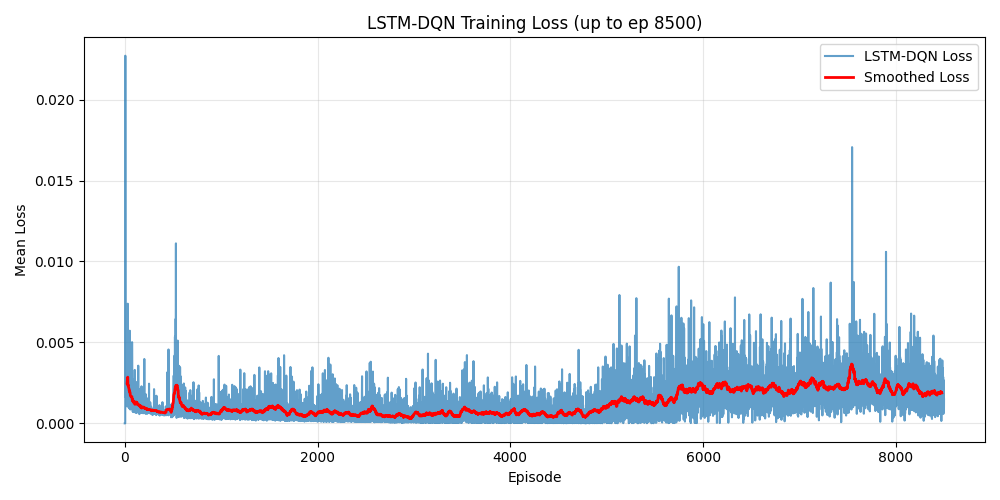 LSTM-DQN Training Loss (up to ep 8500)
LSTM-DQN Loss
Smoothed Loss
0.020
0.015
0.010
0.005
0.000
Mean Loss
0 2000 4000 6000 8000
Episode